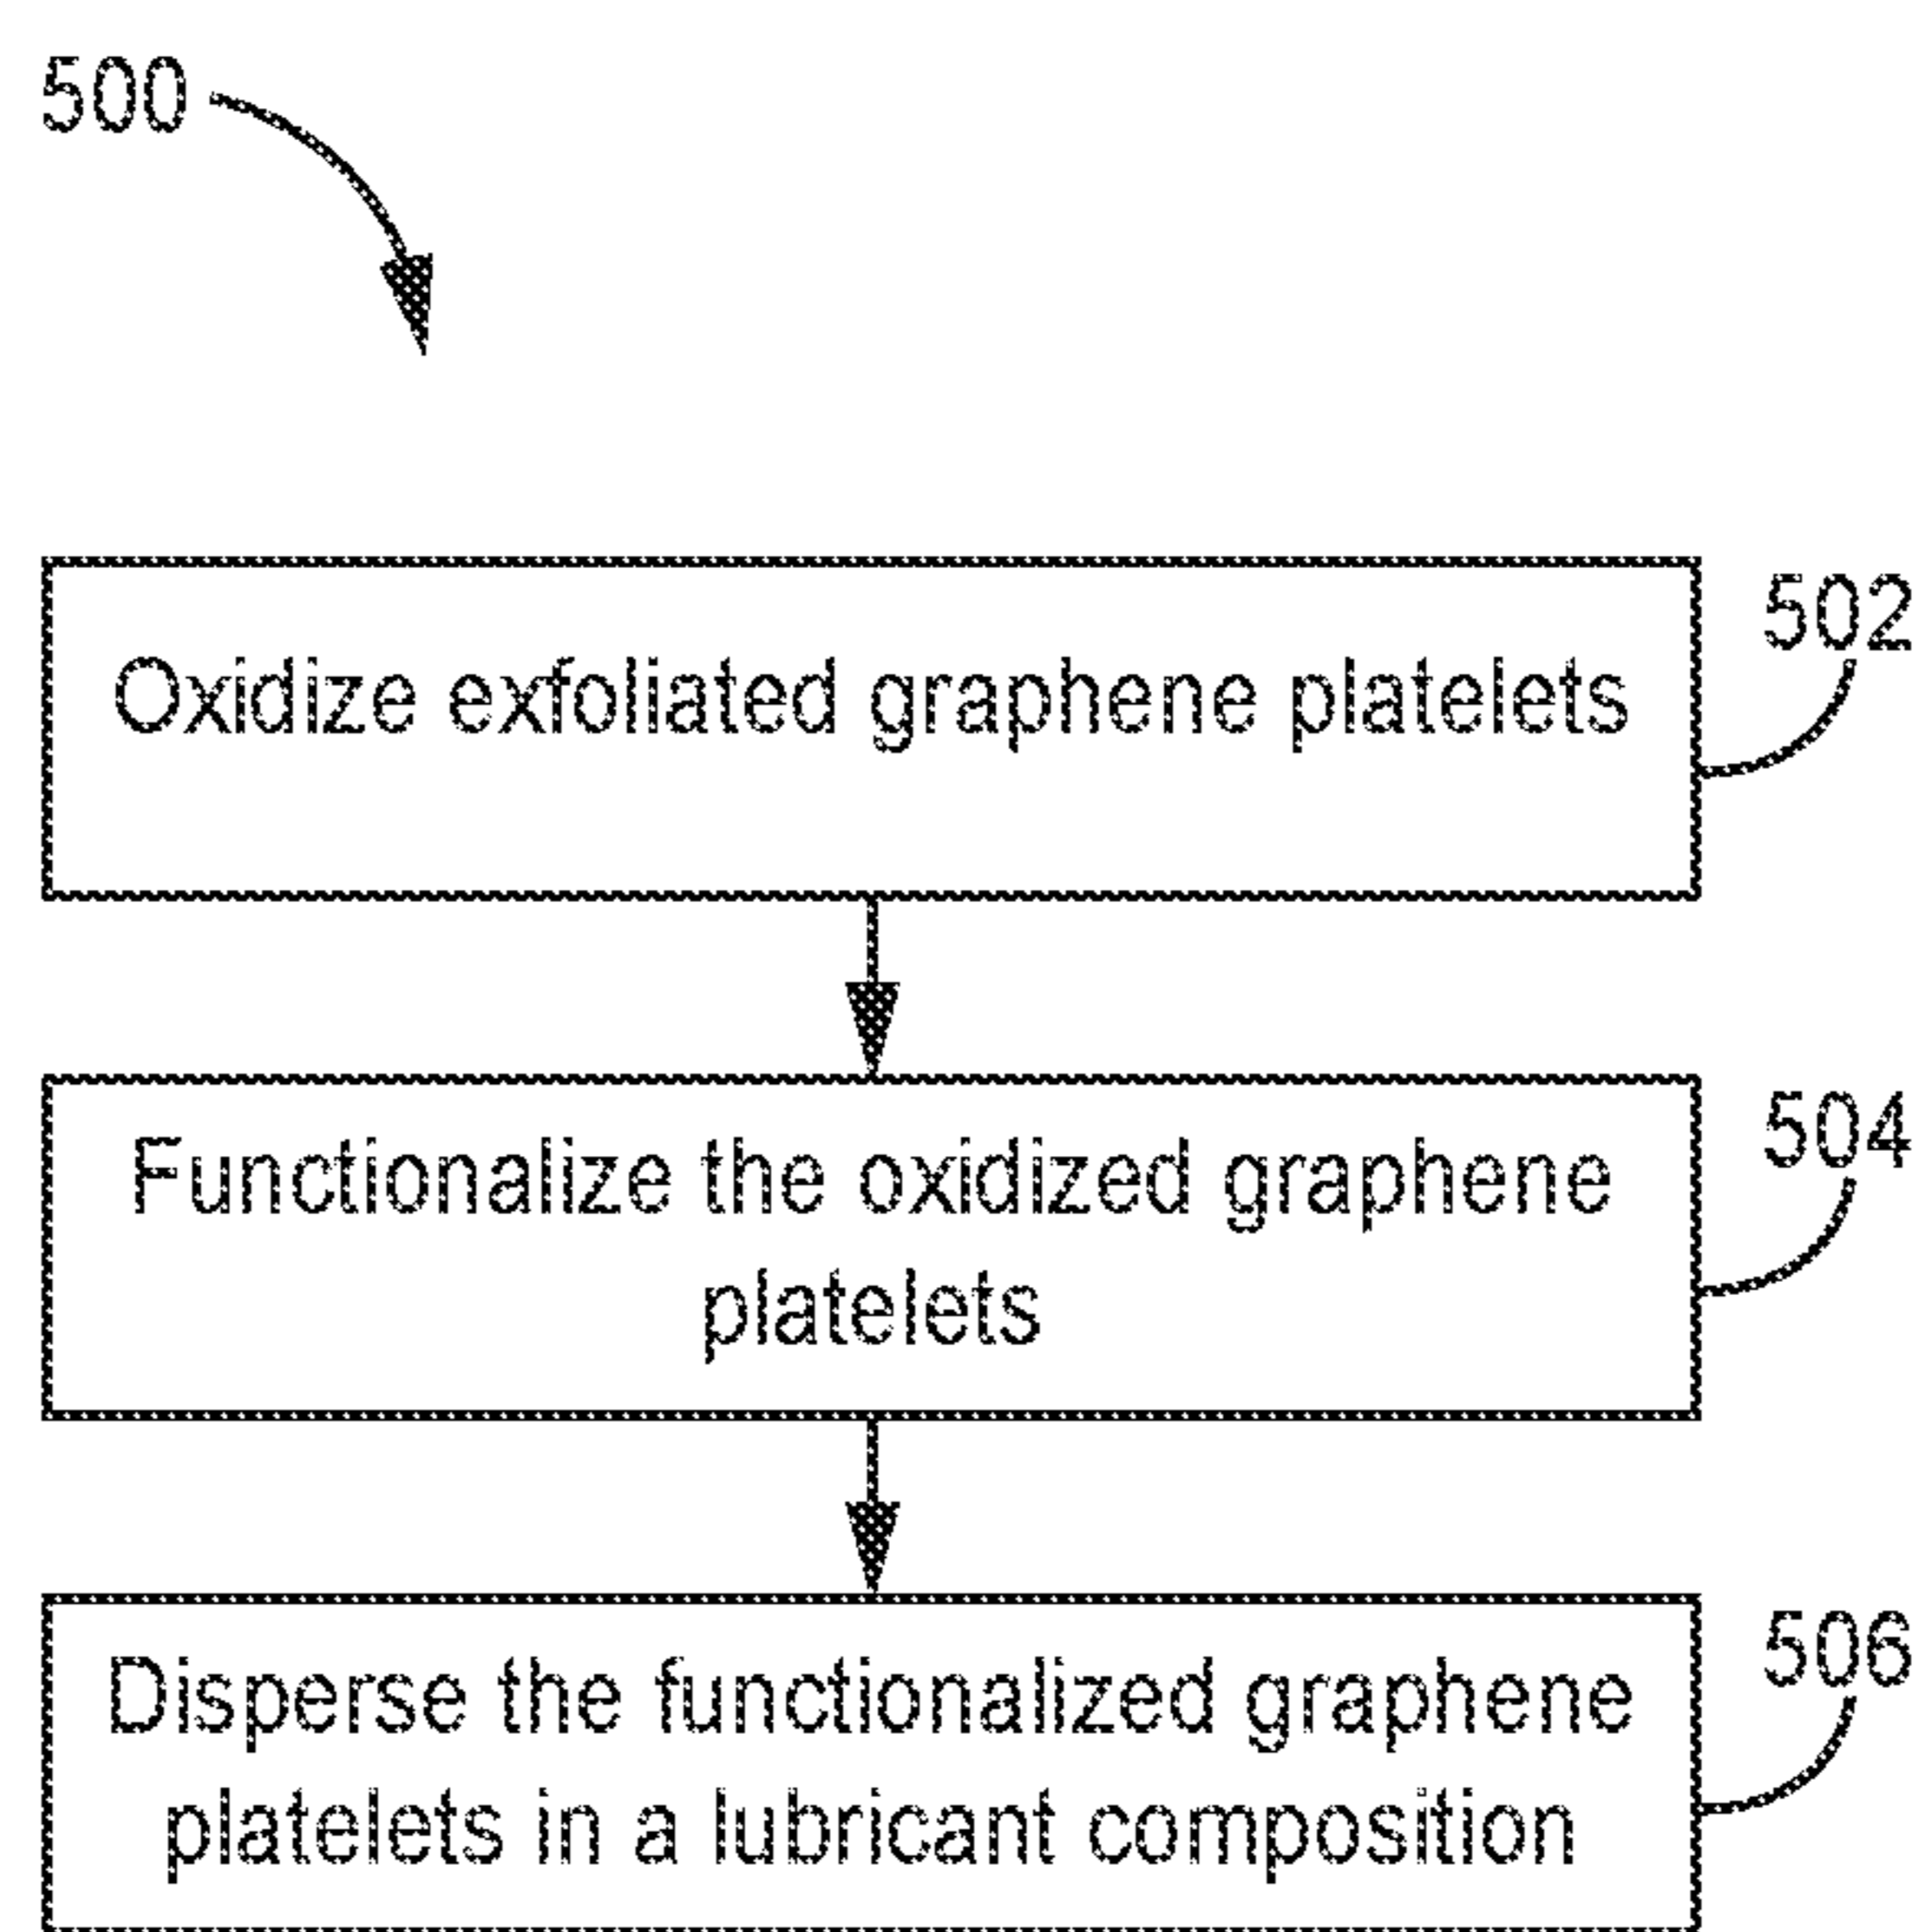 500
502
Oxidize exfoliated graphene platelets
504
Functionalize the oxidized graphene
platelets
506
Disperse the functionalized graphene
platelets in a lubricant composition